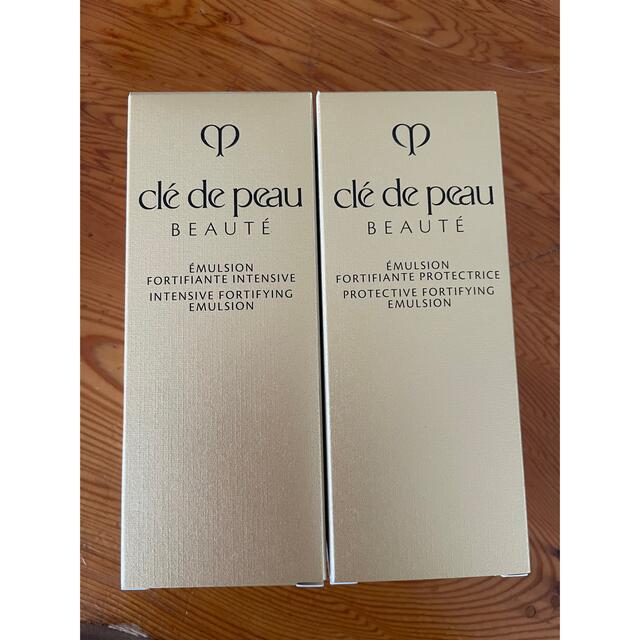 clé de peau
BEAUTÉ
ÉMULSION
FORTIFIANTE INTENSIVE
INTENSIVE FORTIFYING
EMULSION
clé de peau
BEAUTÉ
ÉMULSION
FORTIFIANTE PROTECTRICE
PROTECTIVE FORTIFYING
EMULSION